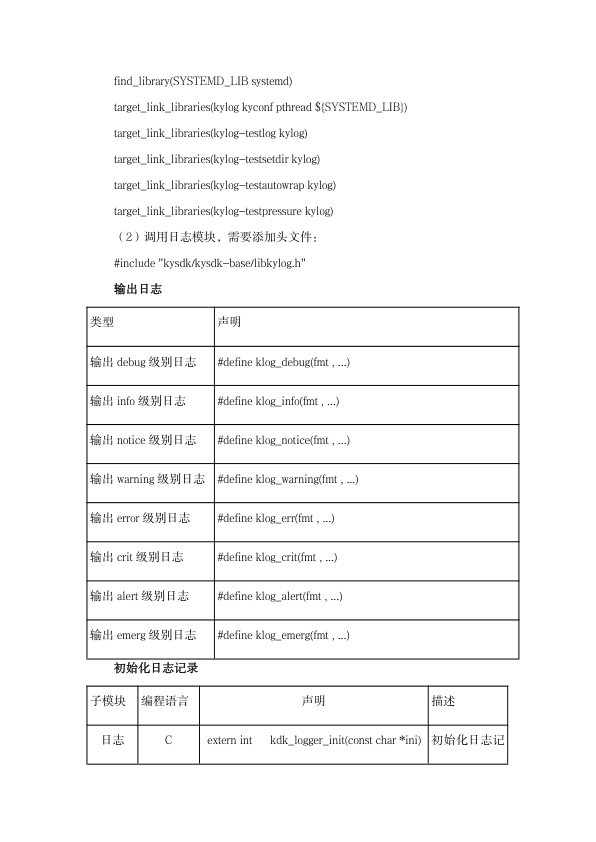 find_library(SYSTEMD_LIB systemd)
target_link_libraries(kylog kyconf pthread ${SYSTEMD_LIB})
target_link_libraries(kylog-testlog kylog)
target_link_libraries(kylog-testsetdir kylog)
target_link_libraries(kylog-testautowrap kylog)
target_link_libraries(kylog-testpressure kylog)
（2）调用日志模块，需要添加头文件：
#include "kysdk/kysdk-base/libkylog.h"
输出日志
类型 声明
输出 debug 级别日志 #define klog_debug(fmt , ...)
输出 info 级别日志 #define klog_info(fmt , ...)
输出 notice 级别日志 #define klog_notice(fmt , ...)
输出 warning 级别日志 #define klog_warning(fmt , ...)
输出 error 级别日志 #define klog_err(fmt , ...)
输出 crit 级别日志 #define klog_crit(fmt , ...)
输出 alert 级别日志 #define klog_alert(fmt , ...)
输出 emerg 级别日志 #define klog_emerg(fmt , ...)
初始化日志记录
子模块 编程语言 声明 描述
日志 C extern int kdk_logger_init(const char *ini) 初始化日志记